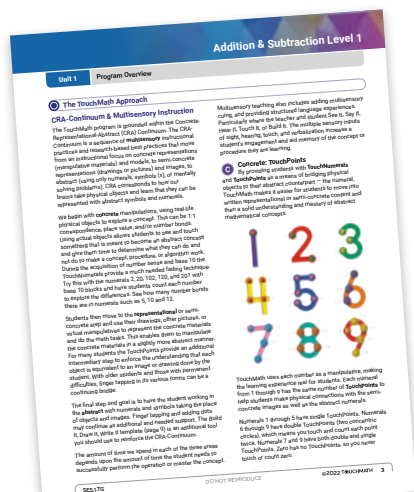 Addition & Subtraction Level 1
Unit 1
Program Overview
The TouchMath Approach
CRA-Continuum & Multisensory Instruction
The TouchMath program is grounded within the Concrete-
Representational-Abstract (CRA) Continuum. The CRA-
Continuum is a sequence of multisensory instructional
practices and research-based best practices that move
from an instructional focus on concrete representations
(manipulative materials) and models, to semi-concrete
representations (drawings or pictures) and images, to
abstract (using only numerals, symbols (x), or mentally
solving problems). CRA corresponds to how our
brains take physical objects and learn that they can be
represented with abstract symbols and numerals.
We begin with concrete manipulations, using real-life
physical objects to explore a concept. This can be 1:1
correspondence, place value, and/or number bonds.
Using actual objects allows students to use and touch
something that is meant to become an abstract concept
and give them time to determine what they can do and
not do to make a concept, procedure, or algorithm work.
During the acquisition of number sense and base 10 the
TouchNumerals provide a much needed fading technique.
Try this with the numerals 2, 20, 102, 120, and 201 with
base 10 blocks and have students count each number
to explore the difference. See how many number bonds
there are in numerals such as 5, 10 and 12.
Students then move to the representational or semi-
concrete step and use their drawings, other pictures, or
virtual manipulatives to represent the concrete materials
and do the math tasks. This enables them to manipulate
the concrete materials in a slightly more abstract manner.
For many students the TouchPoints provide an additional
intermediary step to enforce the understanding that each
object is equivalent to an image or drawing done by the
student. With older students and those with permanent
difficulties, finger tapping in its various forms can be a
continuing bridge.
The final step and goal is to have the student working in
the abstract with numerals and symbols taking the place
of objects and images. Finger tapping and adding dots
may continue as additional and needed support. The Build
It, Draw It, Write It template (page 9) is an additional tool
you should use to reinforce the CRA-Continuum.
The amount of time we spend in each of the three areas
depends upon the amount of time the student needs to
successfully perform the operation or master the concept.
Multisensory teaching also includes adding multisensory
cuing, and providing structured language experiences.
Particularly where the teacher and student See It, Say It,
Hear It, Touch It, or Build It. The multiple sensory inputs
of sight, hearing, touch, and verbalization increase a
student's engagement and aid memory of the concept or
procedure they are learning.
C Concrete: TouchPoints
By providing students with TouchNumerals
and TouchPoints as a means of bringing physical
objects so that abstract counterpart – the numeral,
TouchMath makes it easier for students to move into
written representational or semi-concrete content and
then a solid understanding and mastery of abstract
mathematical concepts.
1 2 3
4 5 6
7 8 9
TouchMath uses each number as a manipulative, making
the learning experience real for students. Each numeral
from 1 through 9 has the same number of TouchPoints to
help students make physical connections with the semi-
concrete images as well as the abstract numerals.
Numerals 1 through 5 have single TouchPoints. Numerals
6 through 9 have double TouchPoints (two concentric
circles), which means you touch and count each point
twice. Numerals 7 and 9 have both double and single
TouchPoints. Zero has no TouchPoints, so you never
touch or count zero.
SES.LTG
DO NOT REPRODUCE
©2022 TOUCHMATH 3